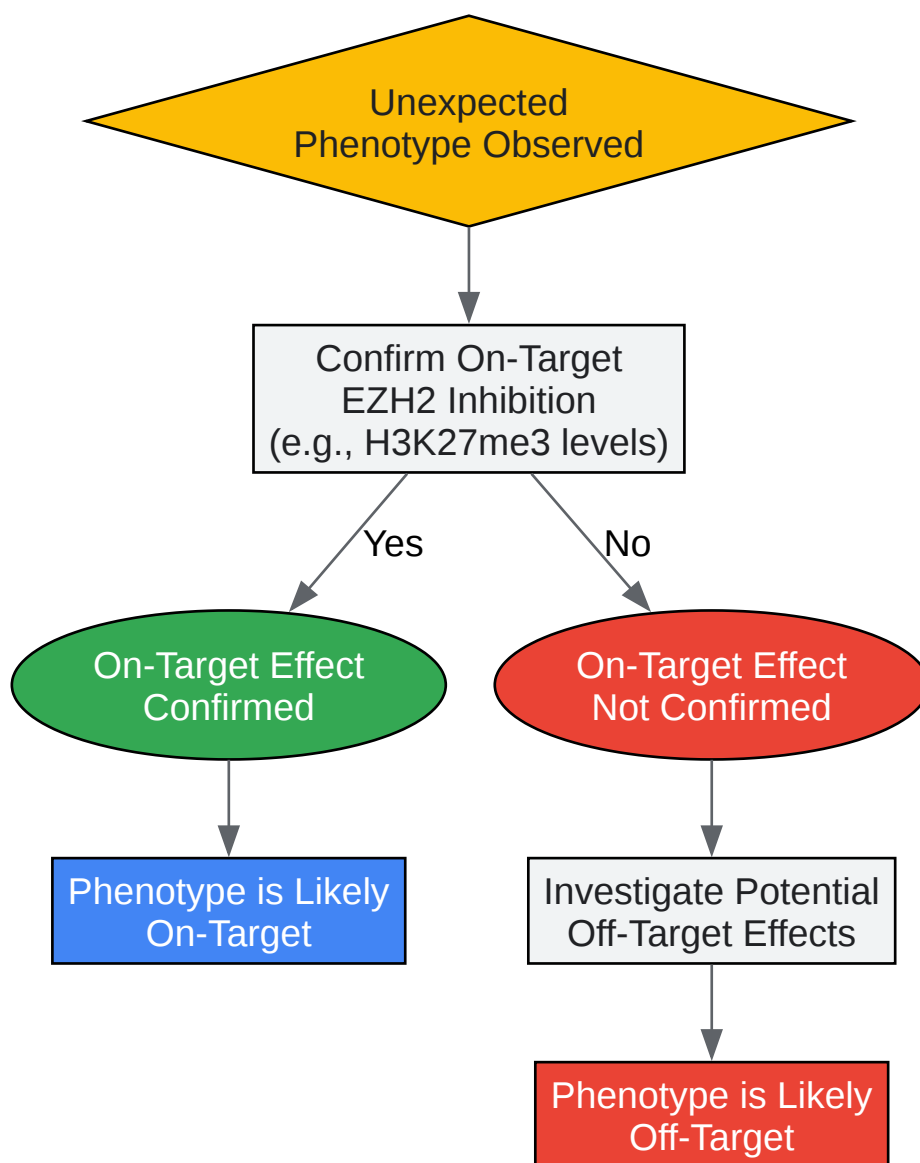 Unexpected
Phenotype Observed
Confirm On-Target
EZH2 Inhibition
(e.g., H3K27me3 levels)
Yes
No
On-Target Effect
Confirmed
On-Target Effect
Not Confirmed
Phenotype is Likely
On-Target
Investigate Potential
Off-Target Effects
Phenotype is Likely
Off-Target